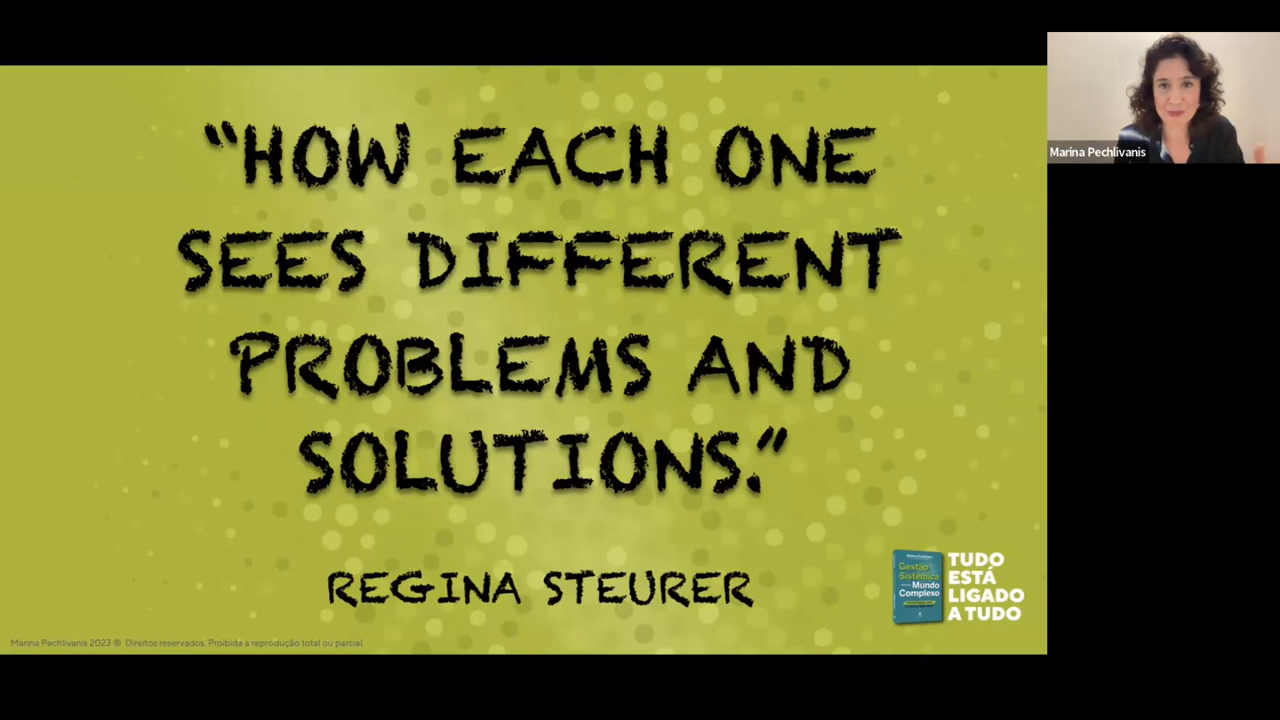 “HOW EACH ONE
SEES DIFFERENT
PROBLEMS AND
SOLUTIONS.”
REGINA STEURER
Gestão
Sistêmica
Mundo
Complexo
TUDO
ESTÁ
LIGADO
A TUDO
Marina Pechlivanis 2023 ® Direitos reservados. Proibida a reprodução total ou parcial
Marina Pechlivanis